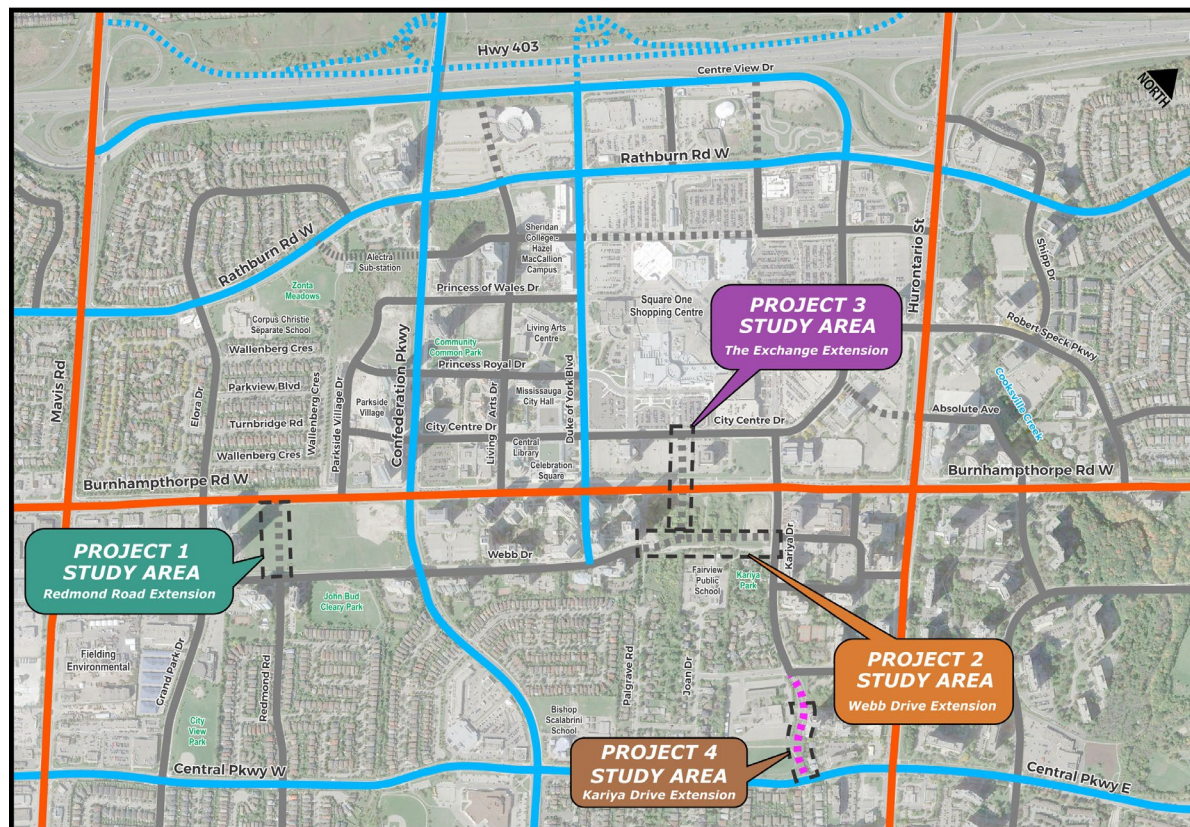 Hwy 403
Centre View Dr
NORTH
Rathburn Rd W
Rathburn Rd W
Sheridan
College -
Hazel
MacCallion
Campus
Alectra
Sub-station
Hurontario St
Shipp Dr
Zonta
Meadows
Princess of Wales Dr
Square One
Shopping Centre
PROJECT 3
STUDY AREA
The Exchange Extension
Robert Speck Pkwy
Corpus Christie
Separate School
Living Arts
Centre
Wallenberg Cres
Community
Common Park
Princess Royal Dr
Mavis Rd
Elora Dr
Parkview Blvd
Wallenberg Cres
Parkside Village Dr
Parkside
Village
Confederation Pkwy
Living Arts Dr
Mississauga
City Hall
Duke of York Blvd
Cooksville Creek
Absolute Ave
Turnbridge Rd
City Centre Dr
City Centre Dr
Wallenberg Cres
Central
Library
Celebration
Square
Burnhampthorpe Rd W
Burnhampthorpe Rd W
PROJECT 1
STUDY AREA
Redmond Road Extension
Webb Dr
Kariya Dr
Fairview
Public
School
Kariya
Park
John Bud
Cleary Park
Fielding
Environmental
Grand Park Dr
Redmond Rd
Palgrave Rd
Joan Dr
PROJECT 2
STUDY AREA
Webb Drive Extension
City
View
Park
Bishop
Scalabrini
School
PROJECT 4
STUDY AREA
Kariya Drive Extension
Central Pkwy W
Central Pkwy E